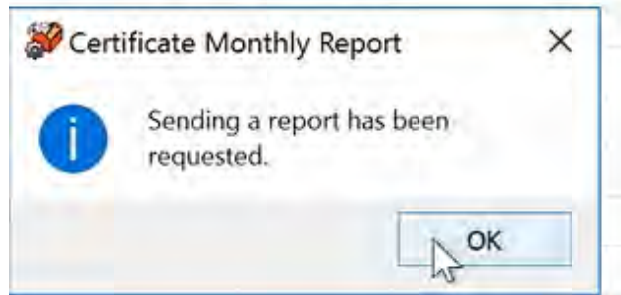 Certificate Monthly Report
Sending a report has been
requested.
OK